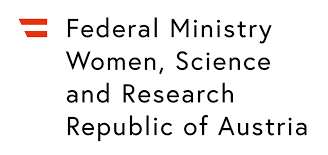 Federal Ministry
Women, Science
and Research
Republic of Austria